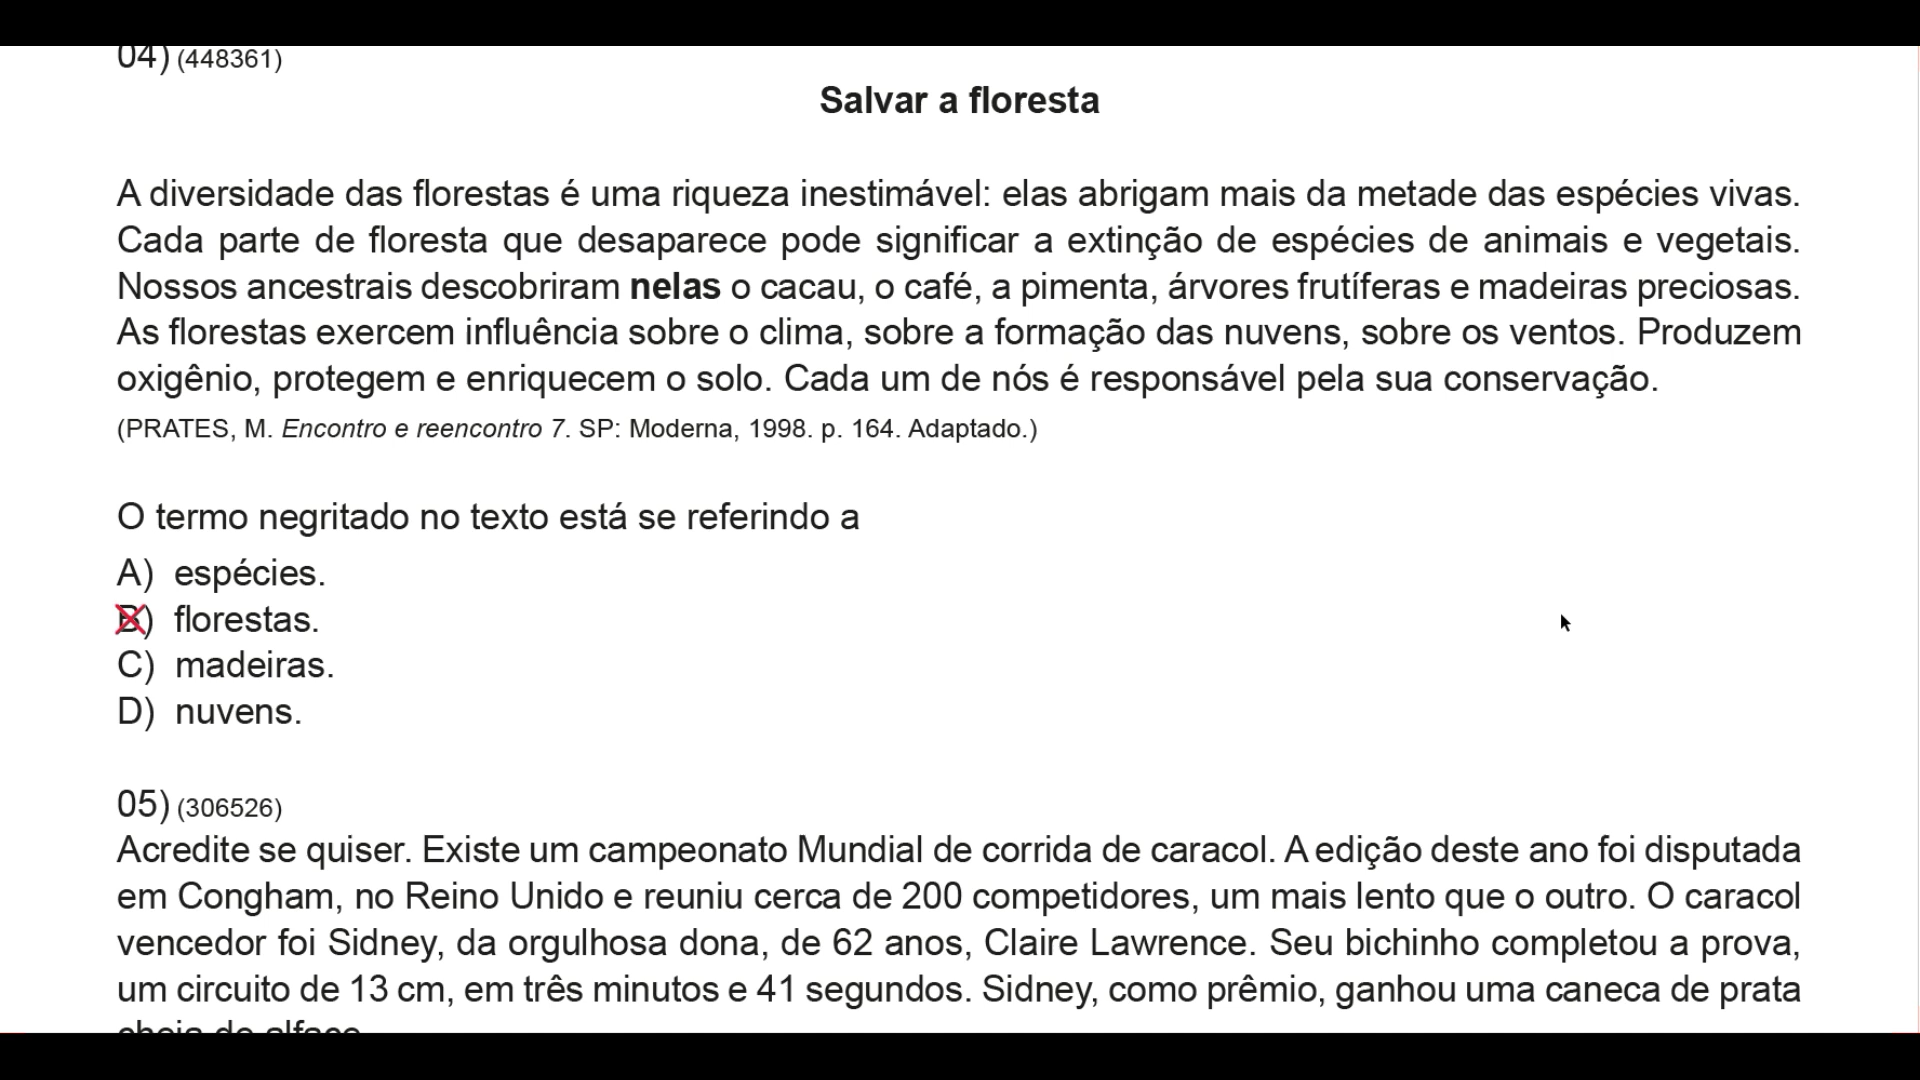 04) (448361)
Salvar a floresta
A diversidade das florestas é uma riqueza inestimável: elas abrigam mais da metade das espécies vivas.
Cada parte de floresta que desaparece pode significar a extinção de espécies de animais e vegetais.
Nossos ancestrais descobriram nelas o cacau, o café, a pimenta, árvores frutíferas e madeiras preciosas.
As florestas exercem influência sobre o clima, sobre a formação das nuvens, sobre os ventos. Produzem
oxigênio, protegem e enriquecem o solo. Cada um de nós é responsável pela sua conservação.
(PRATES, M. Encontro e reencontro 7. SP: Moderna, 1998. p. 164. Adaptado.)
O termo negritado no texto está se referindo a
A) espécies.
B) florestas.
C) madeiras.
D) nuvens.
05) (306526)
Acredite se quiser. Existe um campeonato Mundial de corrida de caracol. A edição deste ano foi disputada
em Congham, no Reino Unido e reuniu cerca de 200 competidores, um mais lento que o outro. O caracol
vencedor foi Sidney, da orgulhosa dona, de 62 anos, Claire Lawrence. Seu bichinho completou a prova,
um circuito de 13 cm, em três minutos e 41 segundos. Sidney, como prêmio, ganhou uma caneca de prata
cheia de alface